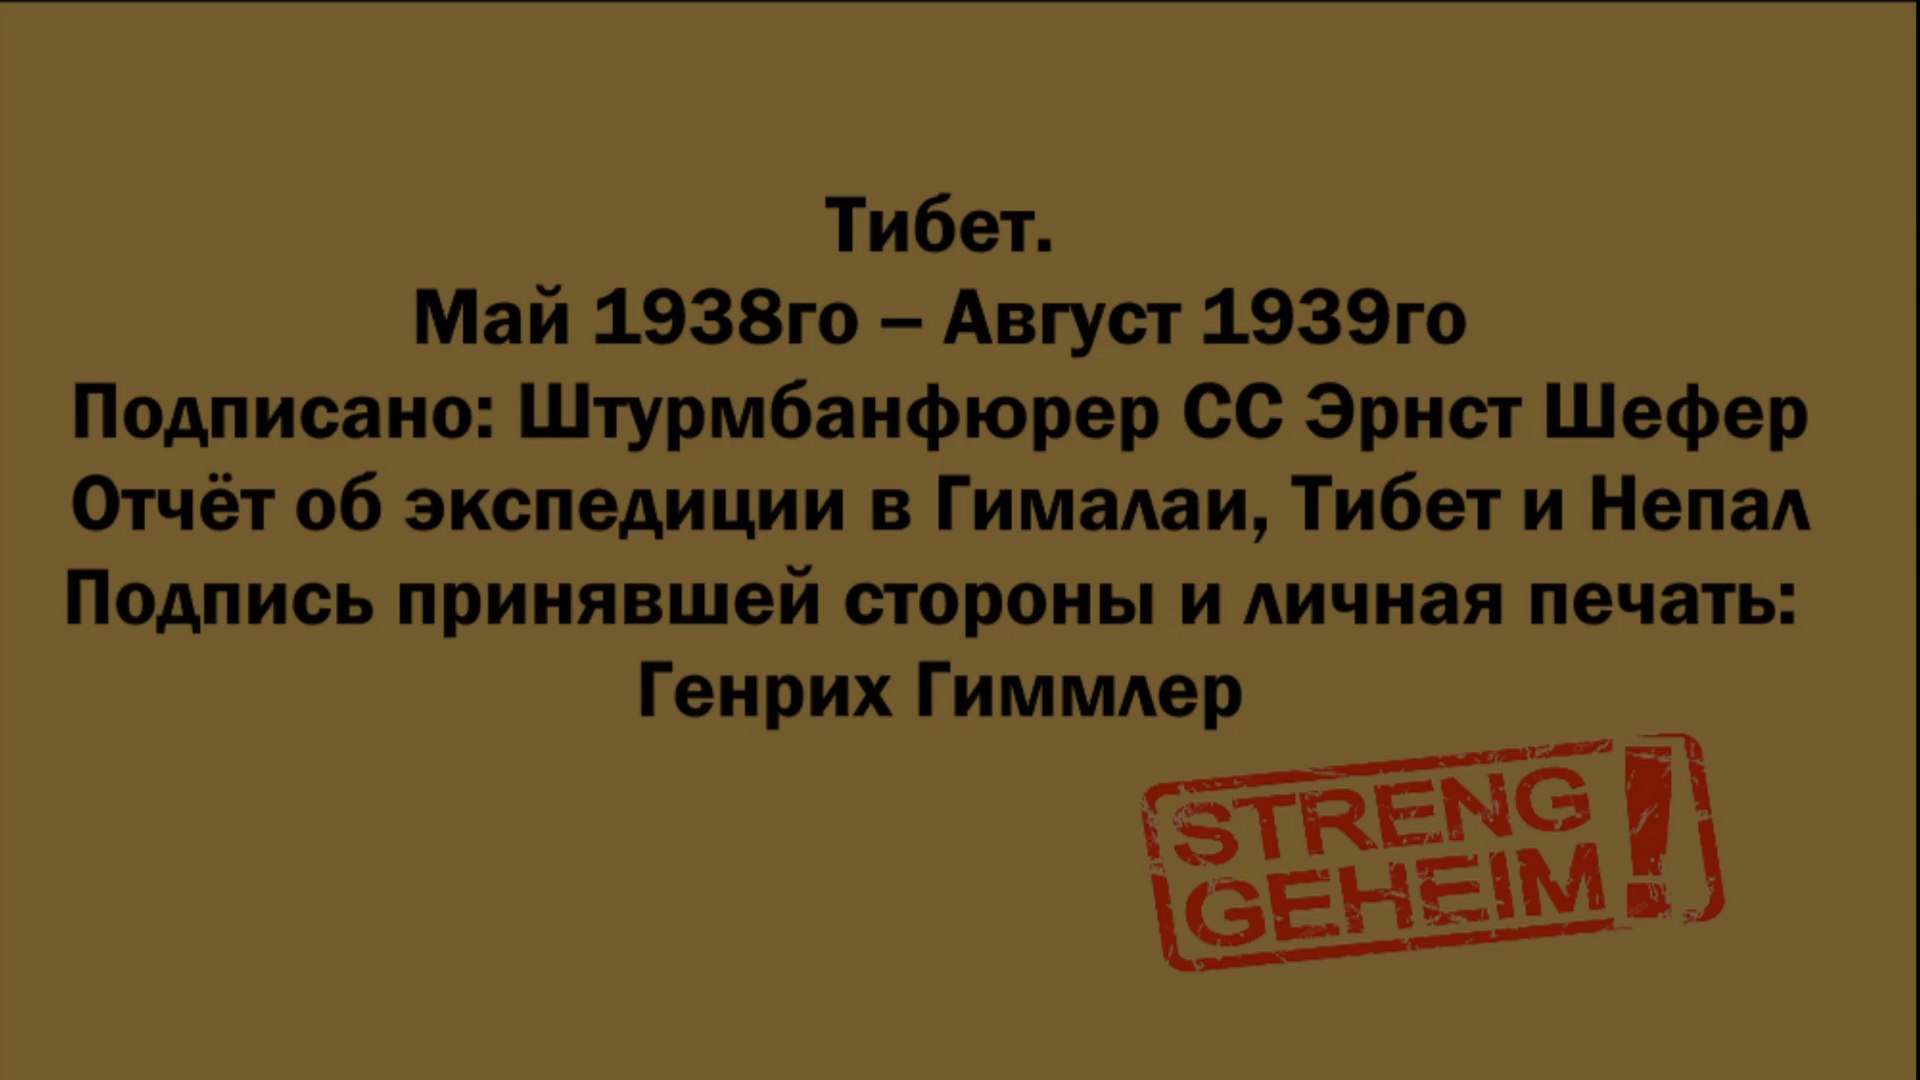 Тибет.
Май 1938го – Август 1939го
Подписано: Штурмбанфюрер СС Эрнст Шефер
Отчёт об экспедиции в Гималаи, Тибет и Непал
Подпись принявшей стороны и личная печать:
Генрих Гиммлер
STRENG
GEHEIM!